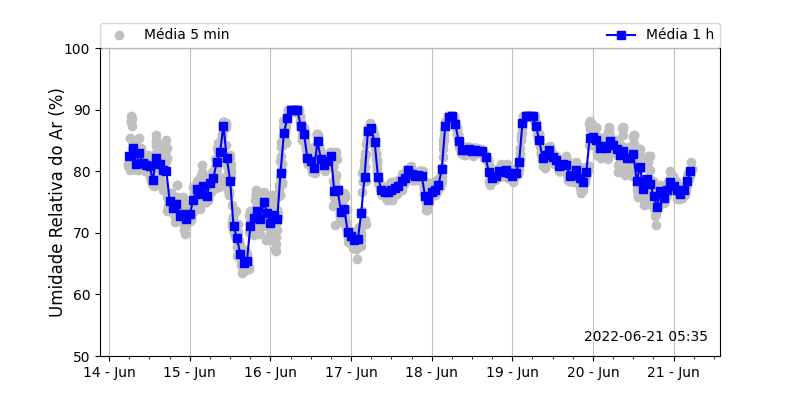 Média 5 min
Média 1 h
Umidade Relativa do Ar (%)
100
90
80
70
60
50
2022-06-21 05:35
14 - Jun
15 - Jun
16 - Jun
17 - Jun
18 - Jun
19 - Jun
20 - Jun
21 - Jun